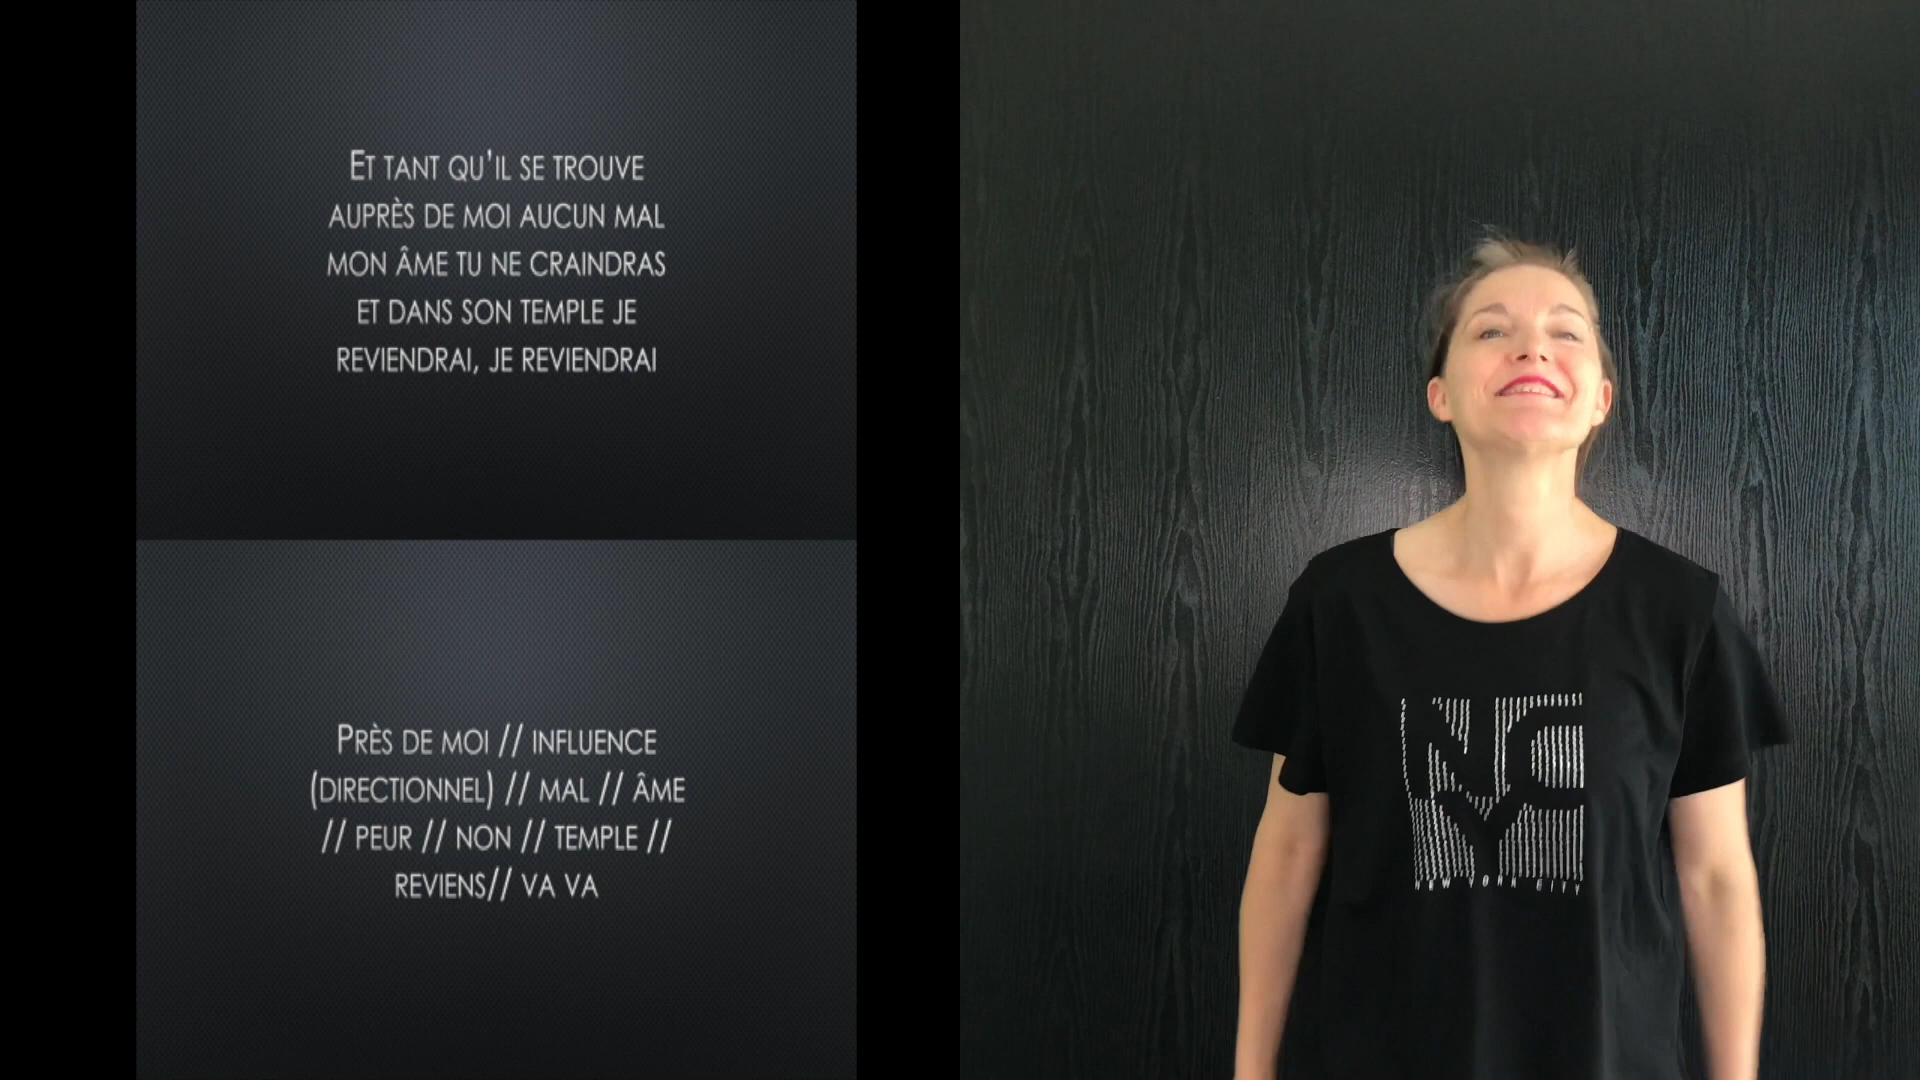 ET TANT QU'IL SE TROUVE
AUPRÈS DE MOI AUCUN MAL
MON ÂME TU NE CRAINDRAS
ET DANS SON TEMPLE JE
REVIENDRAI, JE REVIENDRAI
PRÈS DE MOI // INFLUENCE
(DIRECTIONNEL) // MAL // ÂME
// PEUR // NON // TEMPLE //
REVIENS// VA VA
NYC
NEW YORK CITY